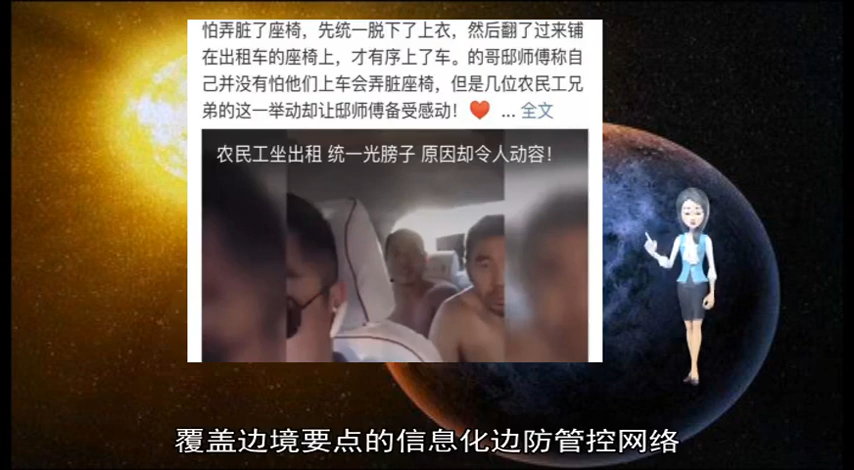 怕弄脏了座椅，先统一脱下了上衣，然后翻了过来铺
在出租车的座椅上，才有序上了车。的哥邸师傅称自
己并没有怕他们上车会弄脏座椅，但是几位农民工兄
弟的这一举动却让邸师傅备受感动！❤️ ... 全文
农民工坐出租 统一光膀子 原因却令人动容！
覆盖边境要点的信息化边防管控网络